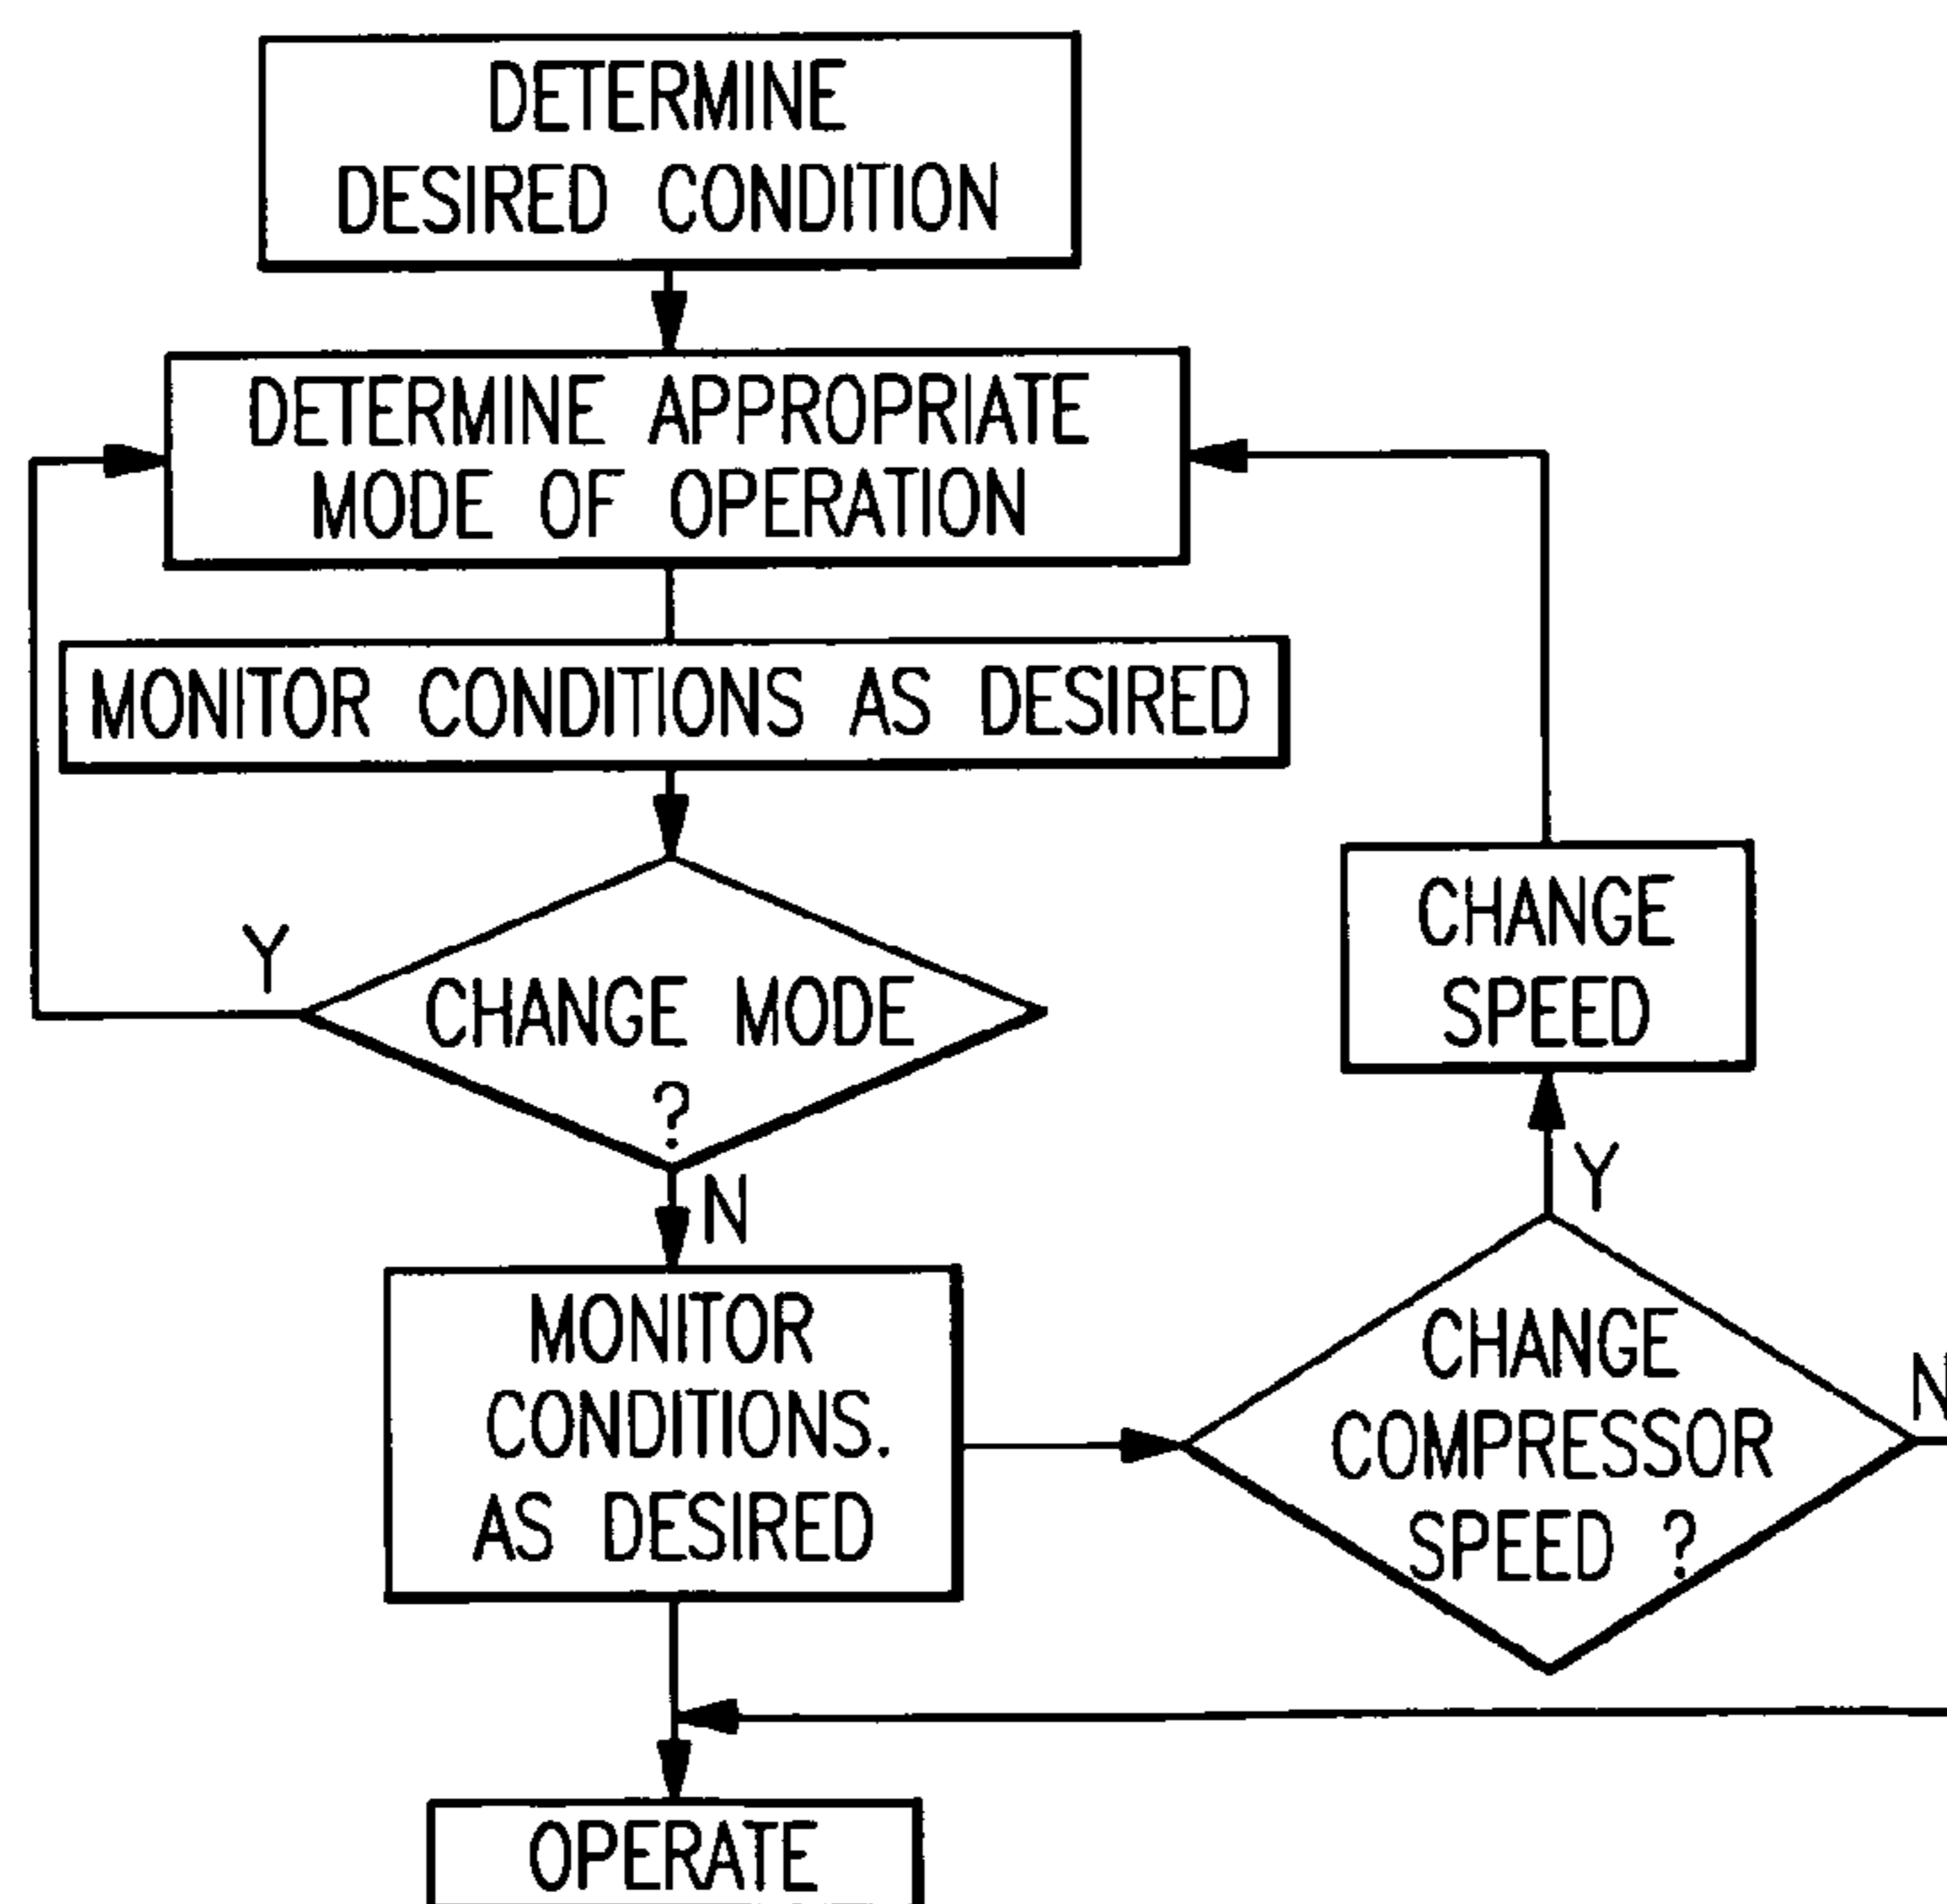 DETERMINE
DESIRED CONDITION
DETERMINE APPROPRIATE
MODE OF OPERATION
MONITOR CONDITIONS AS DESIRED
Y
CHANGE MODE
?
N
MONITOR
CONDITIONS.
AS DESIRED
CHANGE
SPEED
Y
CHANGE
COMPRESSOR
SPEED ?
N
OPERATE